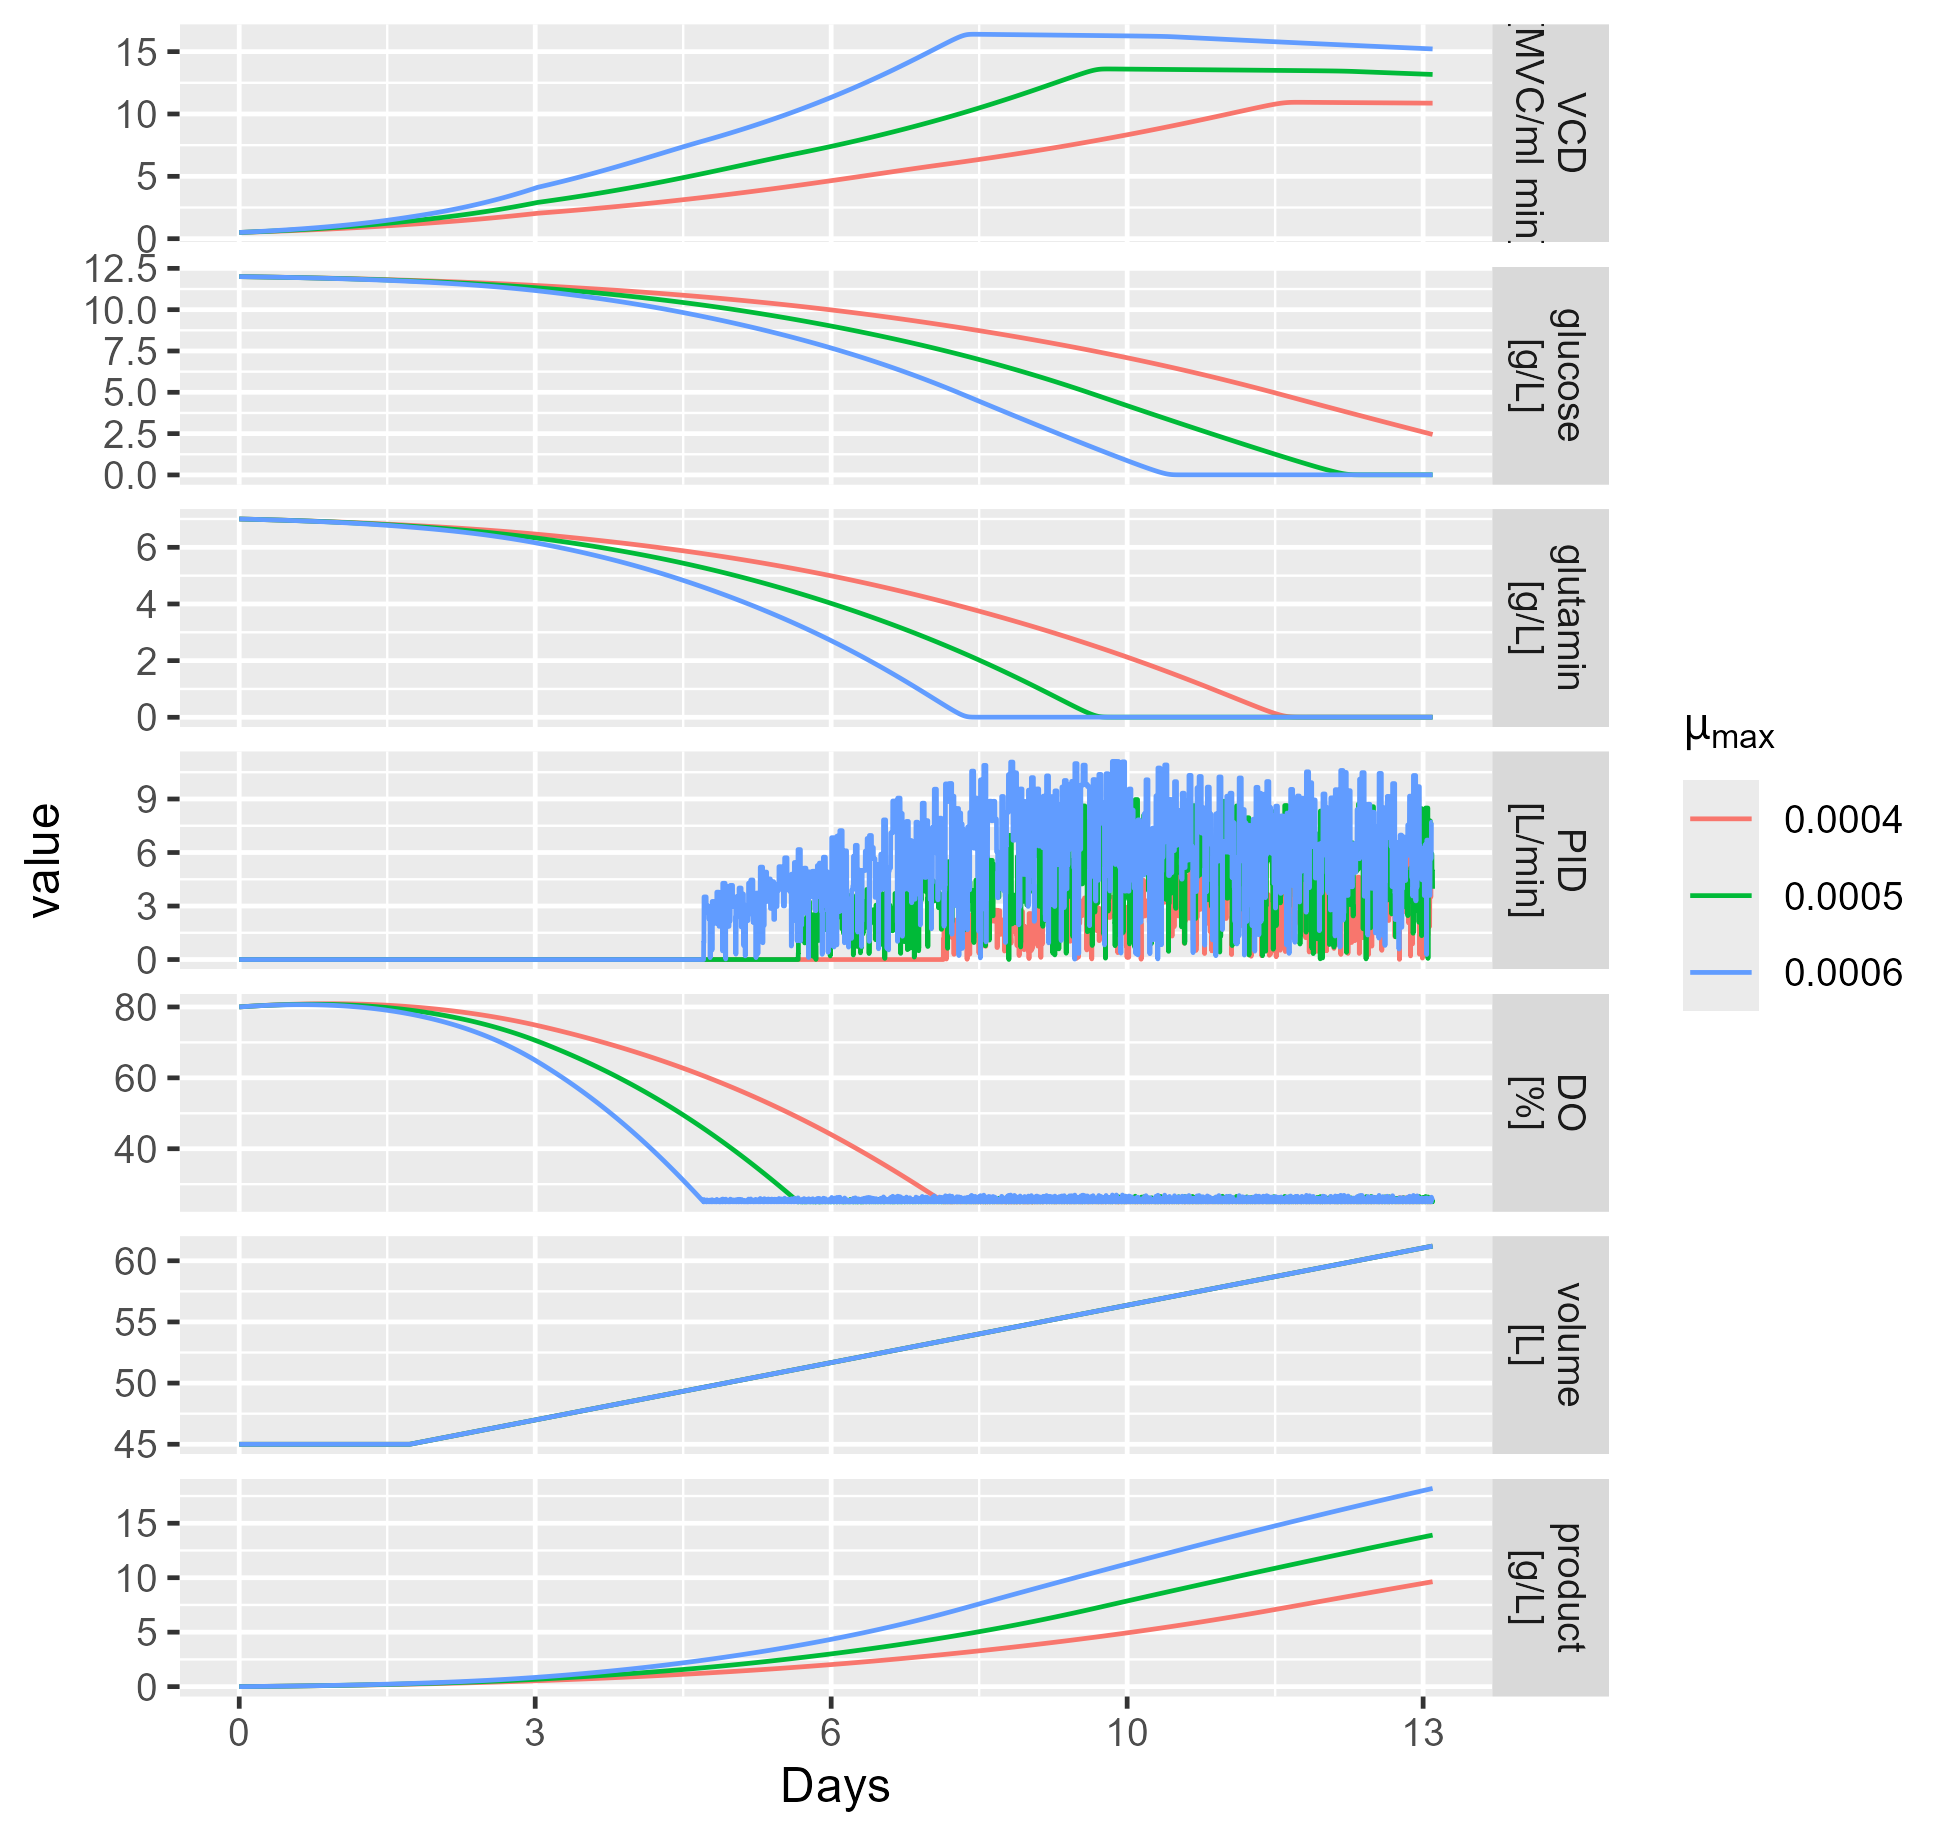 value
15
10
5
0
VCD
[MVC/ml min]
12.5
10.0
7.5
5.0
2.5
0.0
glucose
[g/L]
6
4
2
0
glutamin
[g/L]
9
6
3
0
PID
[L/min]
80
60
40
DO
[%]
60
55
50
45
volume
[L]
15
10
5
0
product
[g/L]
0 3 6 10 13
Days
μmax
0.0004
0.0005
0.0006